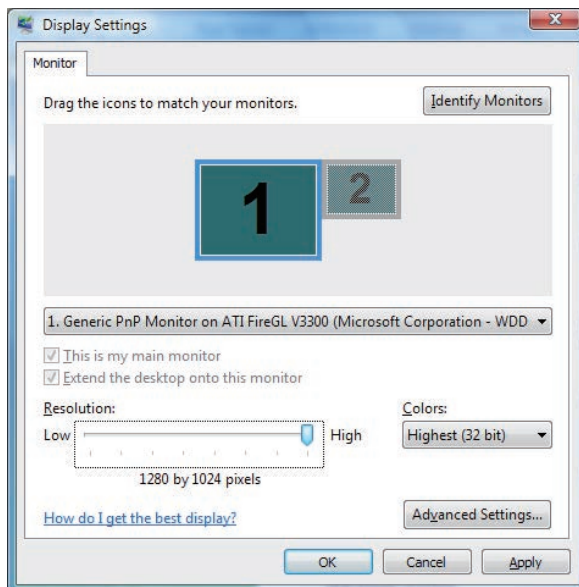 Display Settings
Monitor
Drag the icons to match your monitors.
Identify Monitors
1
2
1. Generic PnP Monitor on ATI FireGL V3300 (Microsoft Corporation - WDD
This is my main monitor
Extend the desktop onto this monitor
Resolution:
Colors:
Low
High
Highest (32 bit)
1280 by 1024 pixels
How do I get the best display?
Advanced Settings...
OK
Cancel
Apply